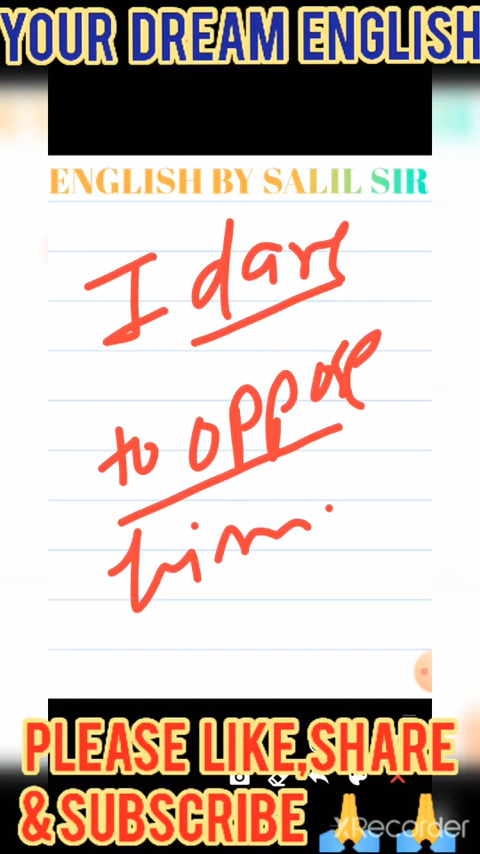 YOUR DREAM ENGLISH
ENGLISH BY SALIL SIR
I dare
to oppose
him.
PLEASE LIKE,SHARE
&SUBSCRIBE 🙏 🙏
XRecorder